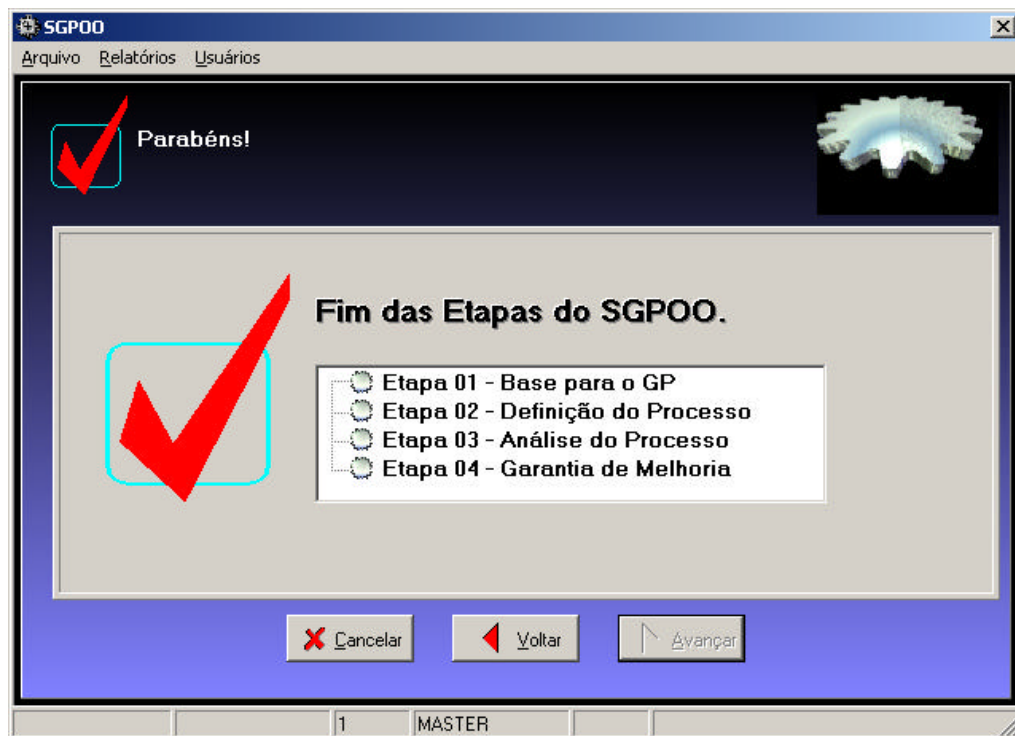 SGPOO
Arquivo Relatórios Usuários
Parabéns!
Fim das Etapas do SGPOO.
Etapa 01 - Base para o GP
Etapa 02 - Definição do Processo
Etapa 03 - Análise do Processo
Etapa 04 - Garantia de Melhoria
Cancelar Voltar Avançar
1 MASTER